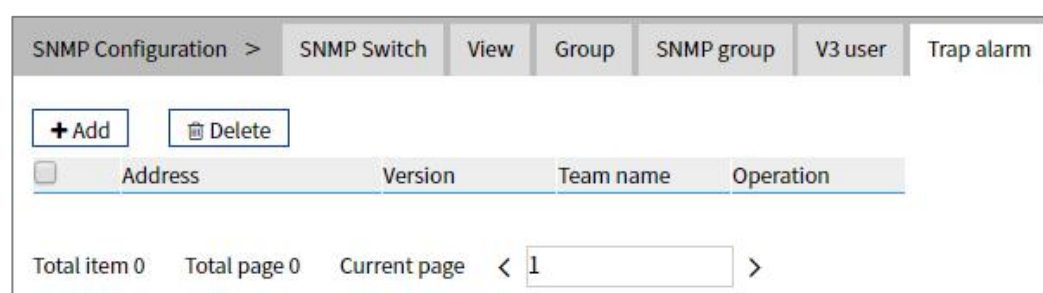 SNMP Configuration > SNMP Switch View Group SNMP group V3 user Trap alarm
+ Add Delete
Address Version Team name Operation
Total item 0 Total page 0 Current page < 1 >